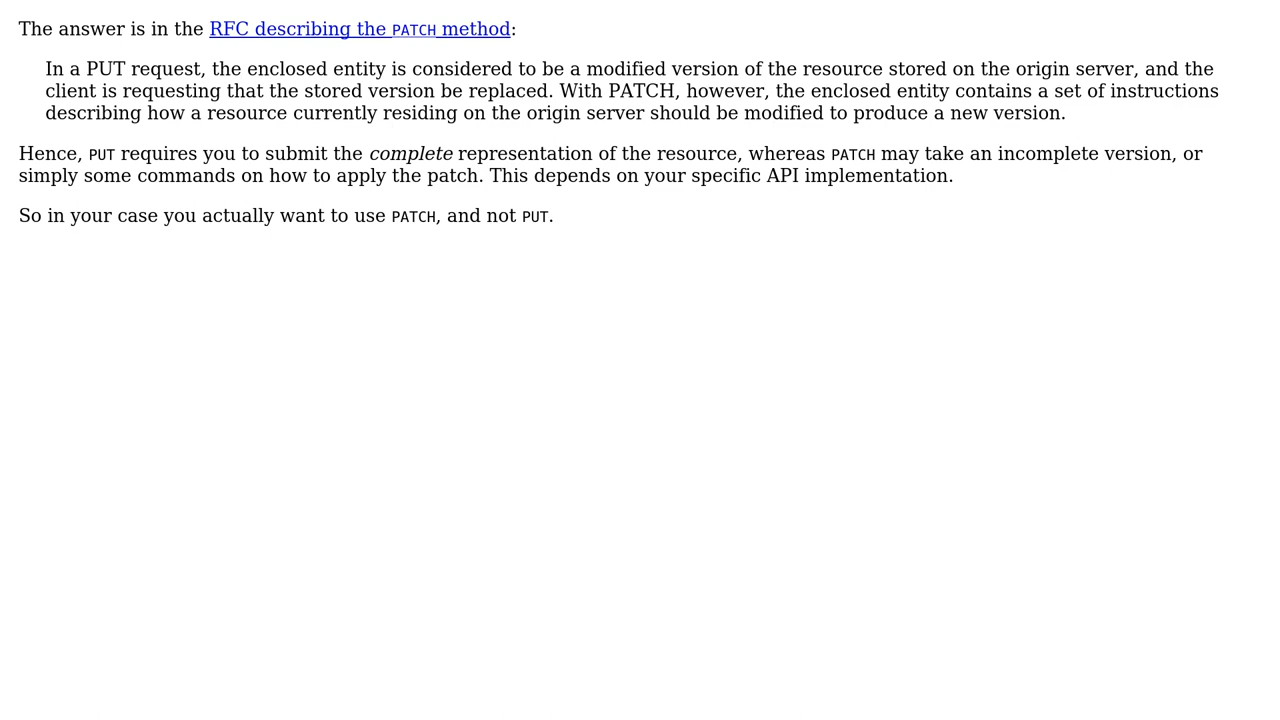 The answer is in the RFC describing the PATCH method:
In a PUT request, the enclosed entity is considered to be a modified version of the resource stored on the origin server, and the
client is requesting that the stored version be replaced. With PATCH, however, the enclosed entity contains a set of instructions
describing how a resource currently residing on the origin server should be modified to produce a new version.
Hence, PUT requires you to submit the complete representation of the resource, whereas PATCH may take an incomplete version, or
simply some commands on how to apply the patch. This depends on your specific API implementation.
So in your case you actually want to use PATCH, and not PUT.